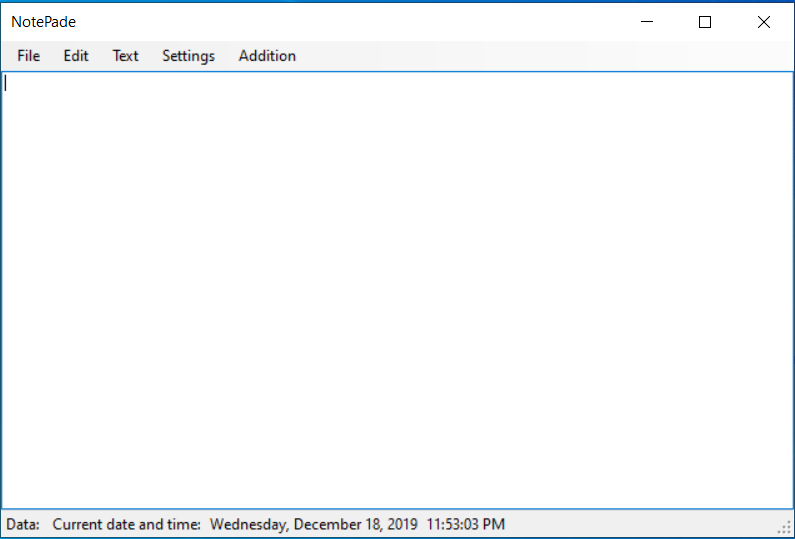 NotePade
File Edit Text Settings Addition
Data: Current date and time: Wednesday, December 18, 2019 11:53:03 PM